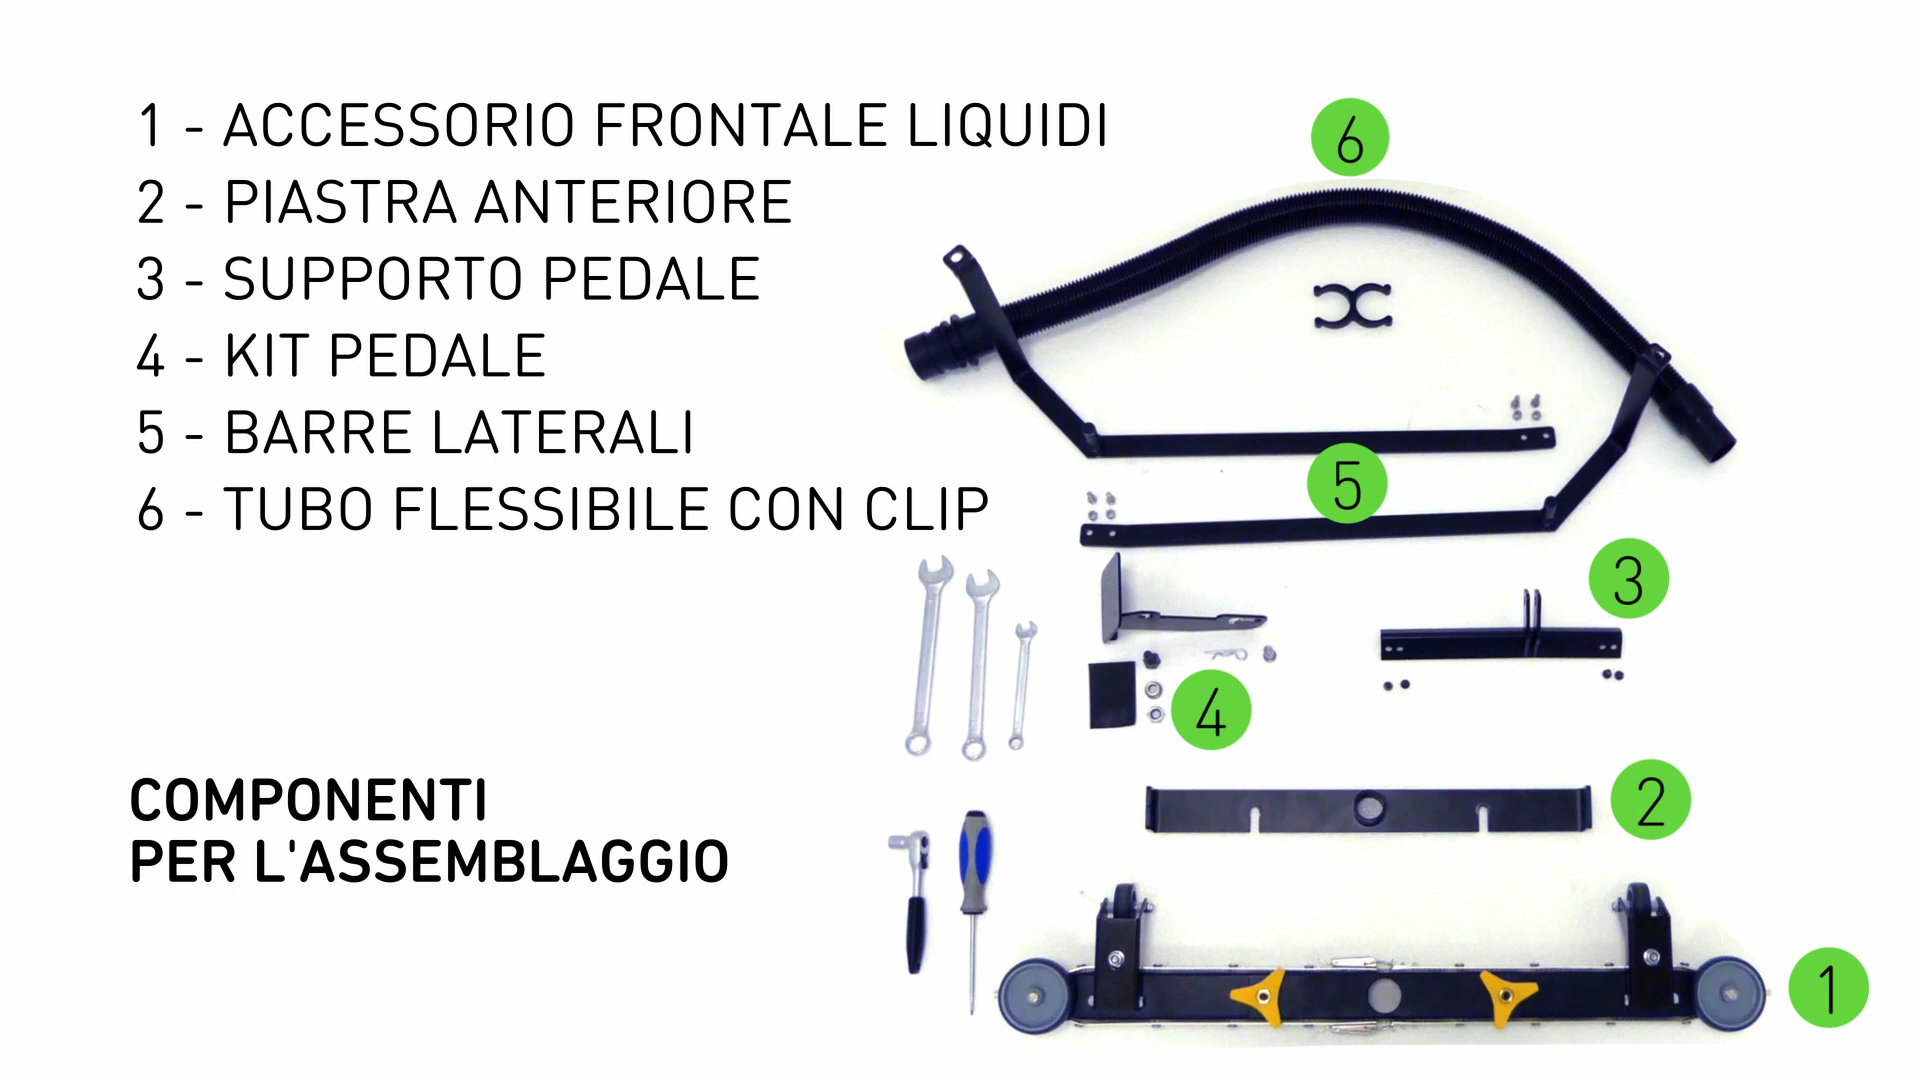 1 - ACCESSORIO FRONTALE LIQUIDI
2 - PIASTRA ANTERIORE
3 - SUPPORTO PEDALE
4 - KIT PEDALE
5 - BARRE LATERALI
6 - TUBO FLESSIBILE CON CLIP
COMPONENTI
PER L'ASSEMBLAGGIO
6
5
3
4
2
1